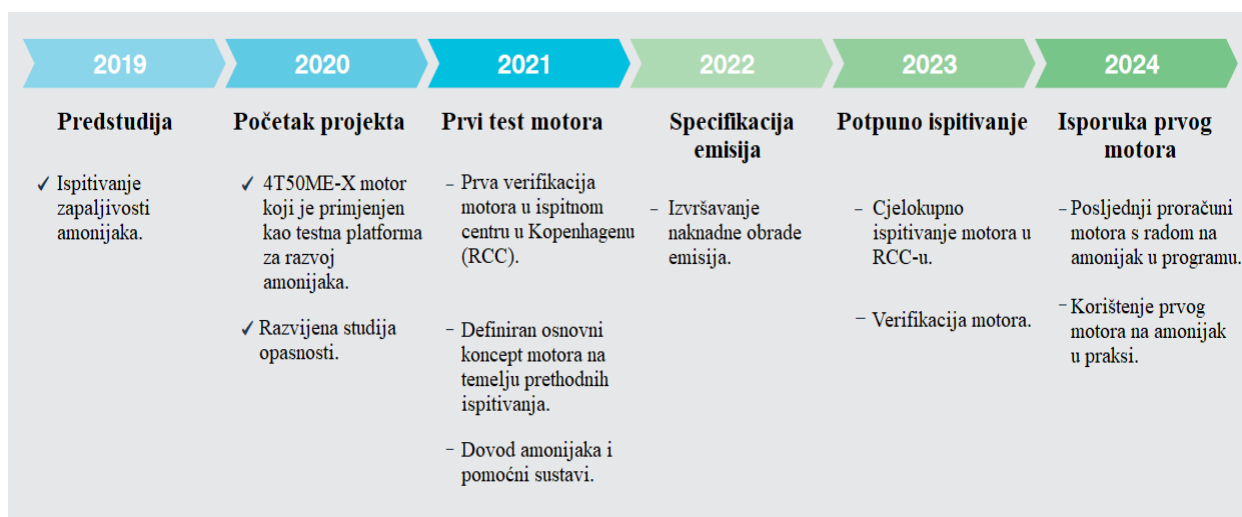 2019
2020
2021
2022
2023
2024
Predstudija
✓ Ispitivanje
zapaljivosti
amonijaka.
Početak projekta
✓ 4T50ME-X motor
koji je primjenjen
kao testna platforma
za razvoj
amonijaka.
✓ Razvijena studija
opasnosti.
Prvi test motora
– Prva verifikacija
motora u ispitnom
centru u Kopenhagenu
(RCC).
– Definiran osnovni
koncept motora na
temelju prethodnih
ispitivanja.
– Dovod amonijaka i
pomoćni sustavi.
Specifikacija
emisija
– Izvršavanje
naknadne obrade
emisija.
Potpuno ispitivanje
– Cjelokupno
ispitivanje motora u
RCC-u.
– Verifikacija motora.
Isporuka prvog
motora
– Posljednji proračuni
motora s radom na
amonijak u programu.
– Korištenje prvog
motora na amonijak
u praksi.